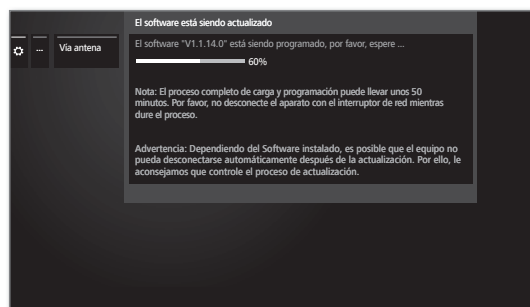 El software está siendo actualizado
... Vía antena
El software "V1.1.14.0" está siendo programado, por favor, espere ...
60%
Nota: El proceso completo de carga y programación puede llevar unos 50
minutos. Por favor, no desconecte el aparato con el interruptor de red mientras
dure el proceso.
Advertencia: Dependiendo del Software instalado, es posible que el equipo no
pueda desconectarse automáticamente después de la actualización. Por ello, le
aconsejamos que controle el proceso de actualización.